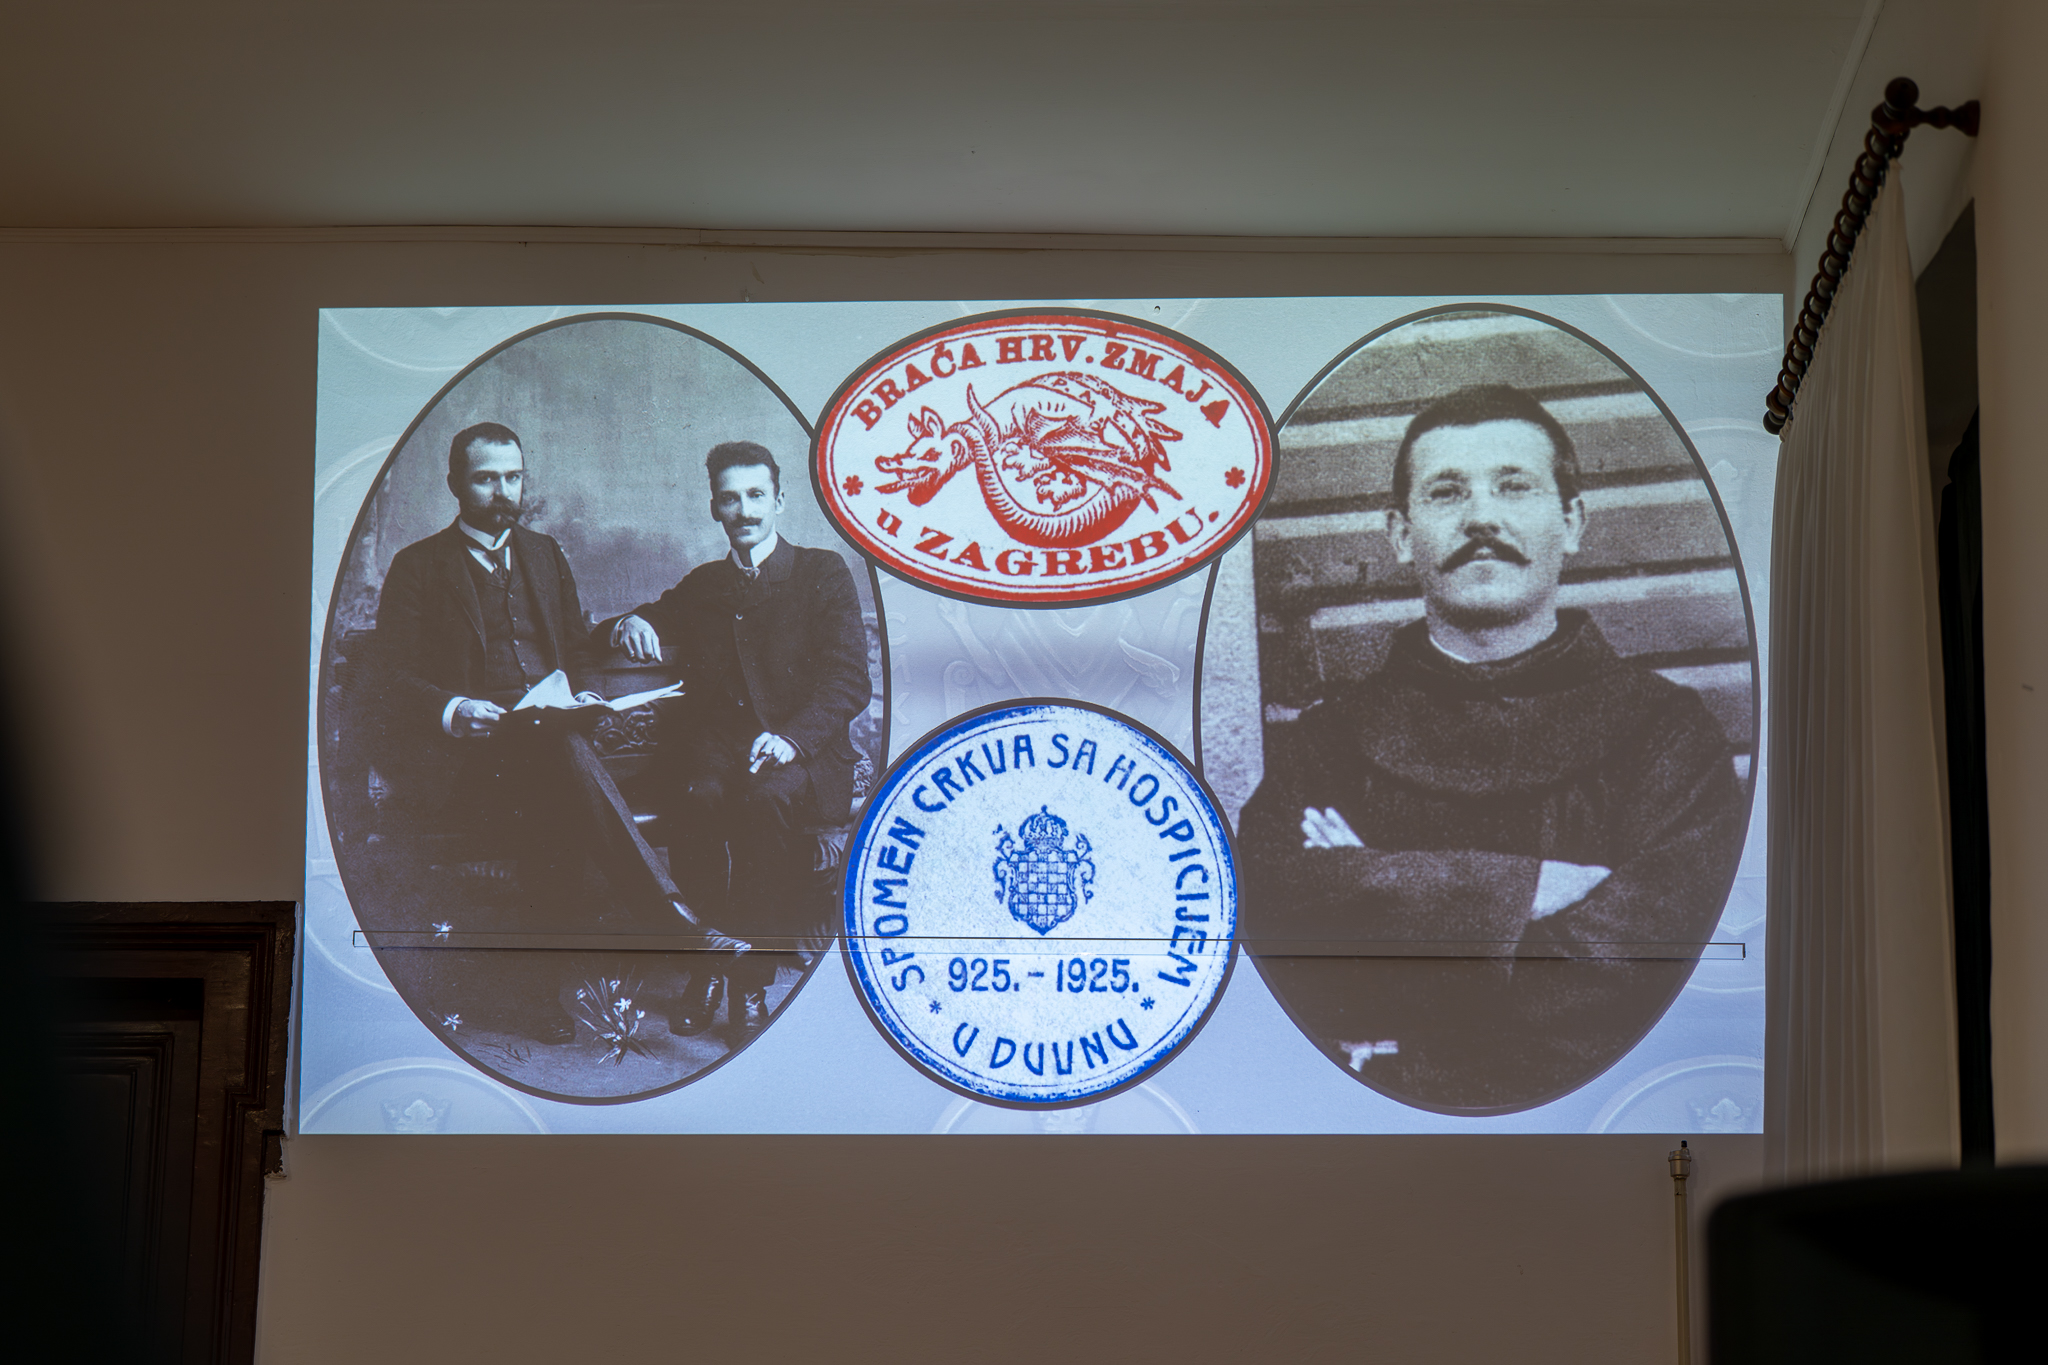 BRAĆA HRV. ZMAJA
u ZAGREBU.
SPOMEN CRKVA SA HOSPICIJEM
925.-1925.
U DUVNU